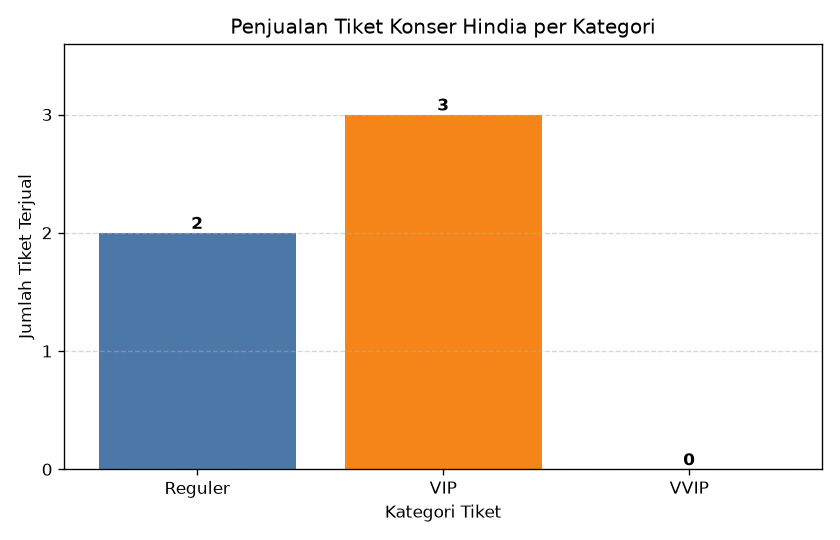 Penjualan Tiket Konser Hindia per Kategori
Jumlah Tiket Terjual
3
2
1
0
2
3
0
Reguler
VIP
VVIP
Kategori Tiket